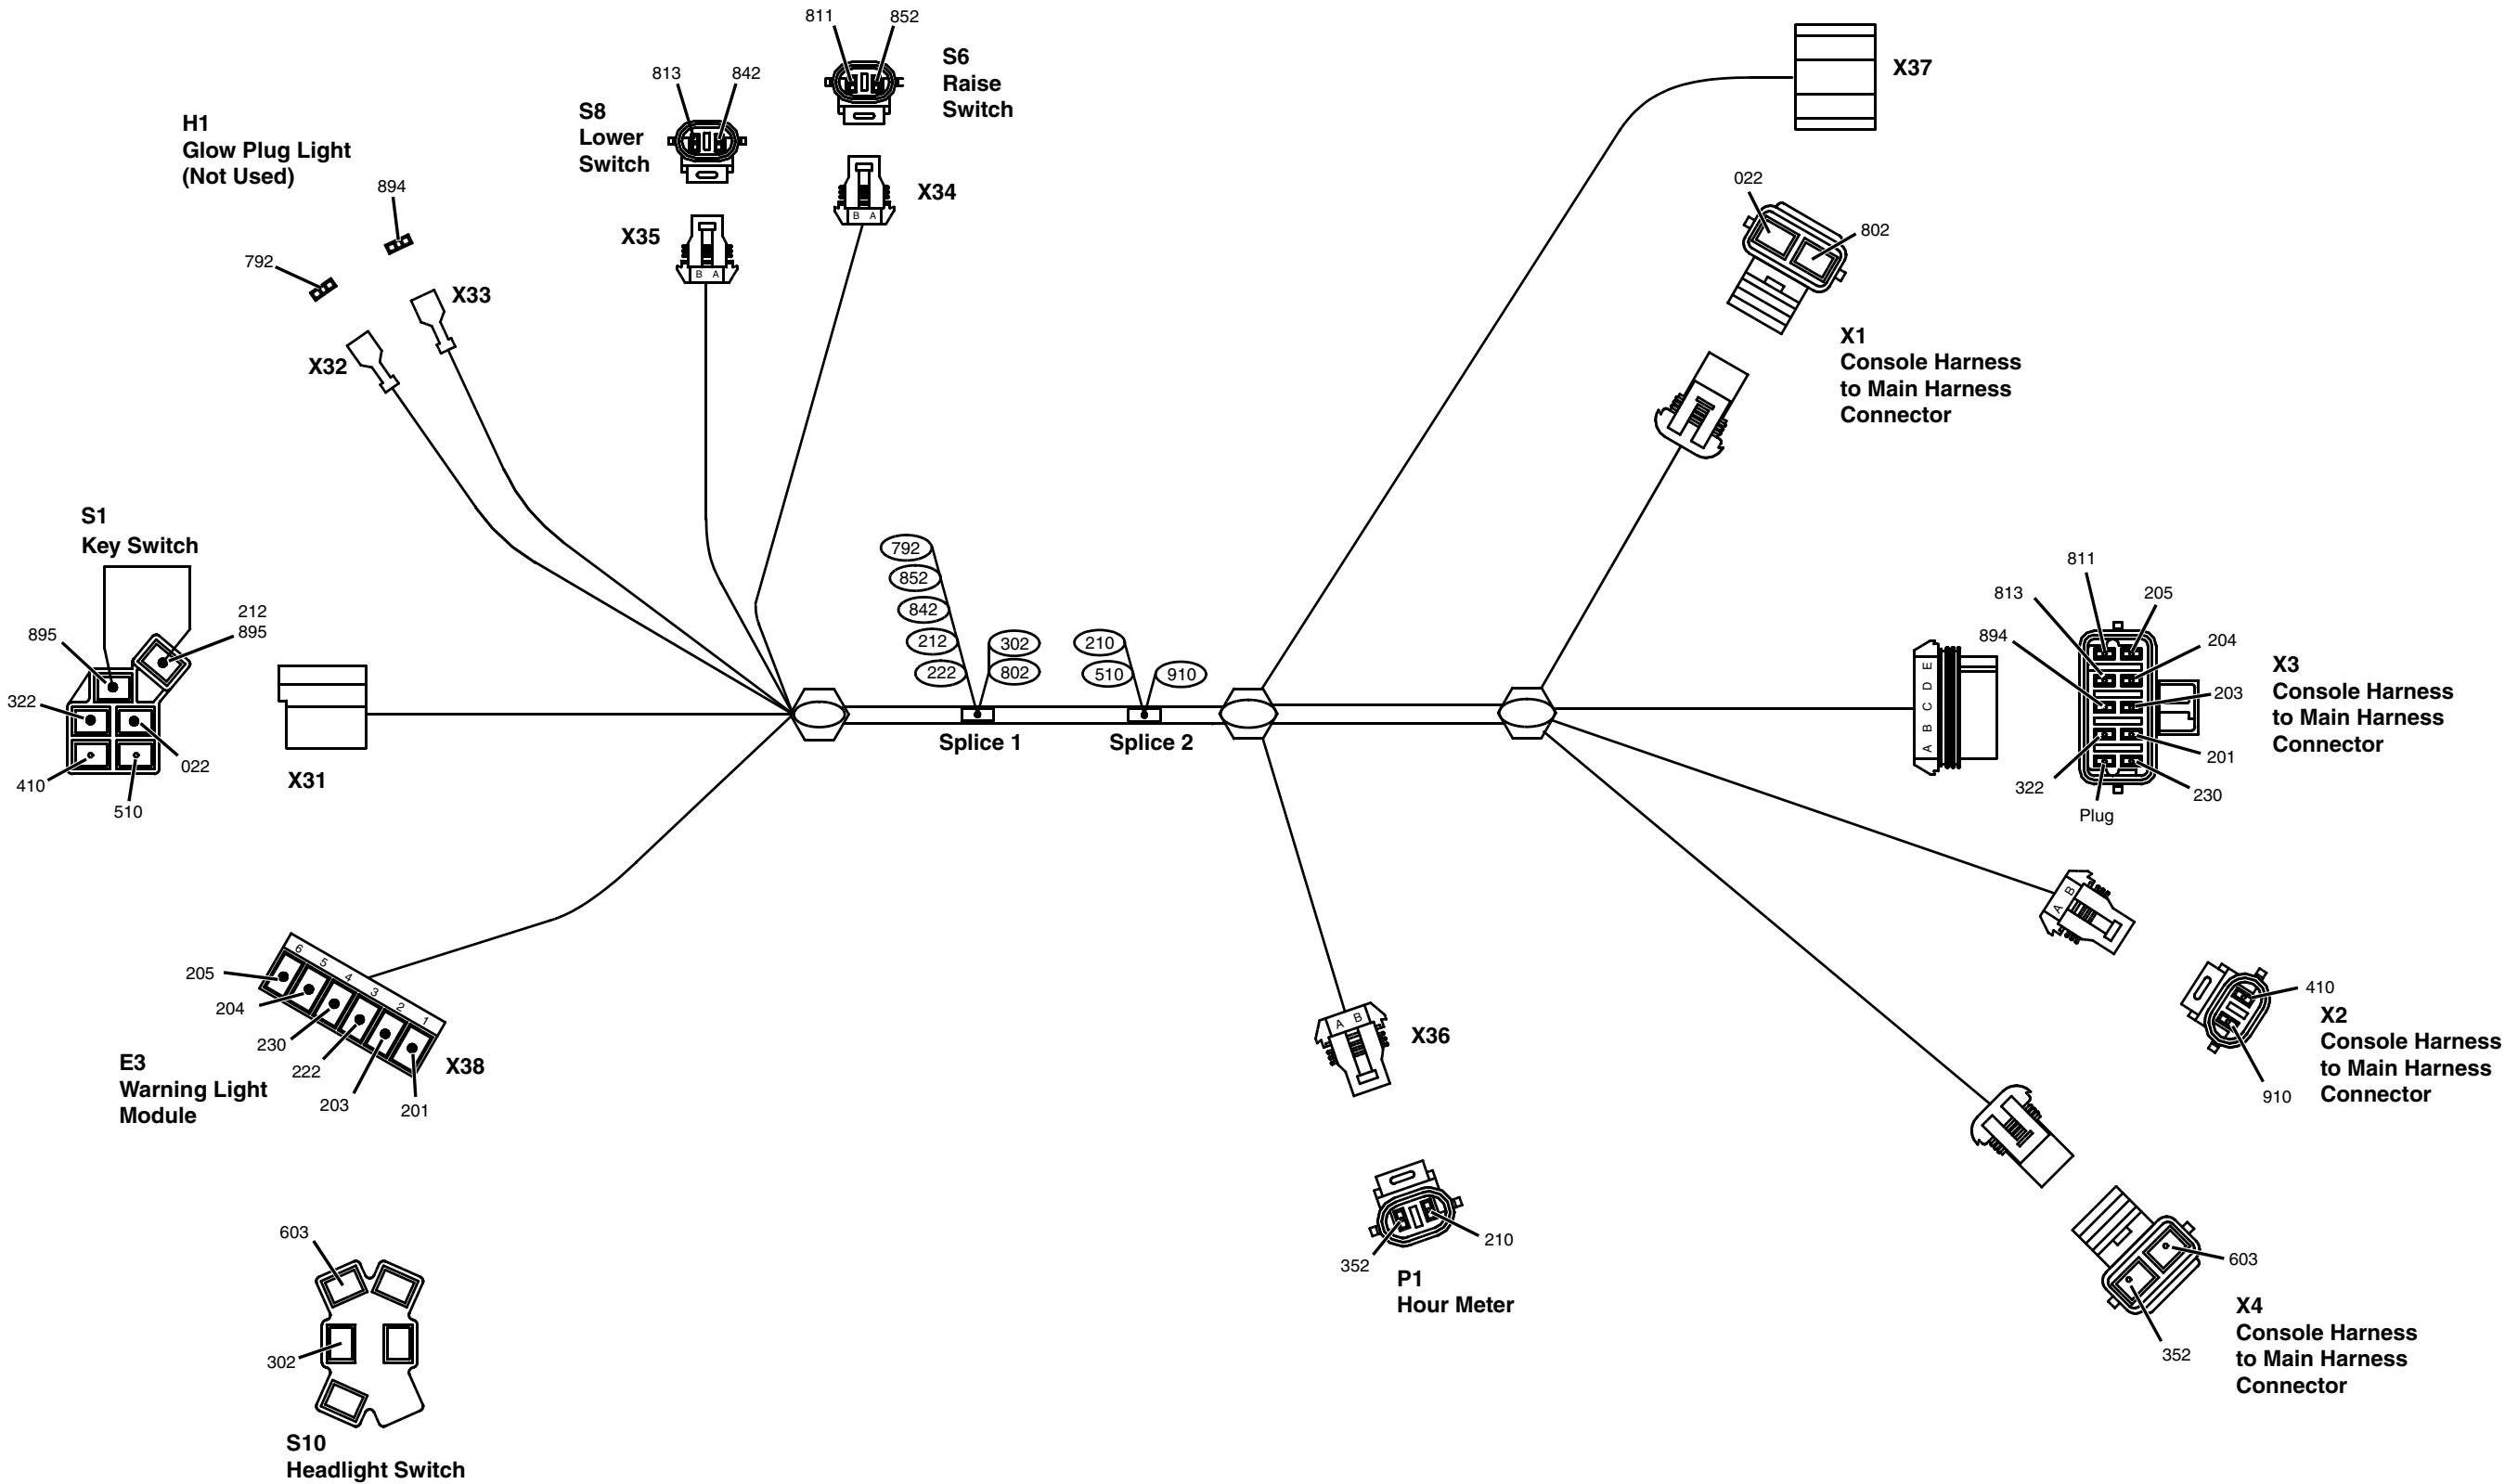 811
852
S6
Raise
Switch
813
842
S8
Lower
Switch
X37
H1
Glow Plug Light
(Not Used)
894
792
X35
B A
X34
B A
X33
X32
022
802
X1
Console Harness
to Main Harness
Connector
S1
Key Switch
212
895
895
322
022
410
510
X31
792
852
842
212
222
302
802
Splice 1
210
510
910
Splice 2
A B C D E
811
813
894
205
204
203
201
230
322
Plug
X3
Console Harness
to Main Harness
Connector
6 5 4 3 2 1
205
204
230
222
203
201
X38
E3
Warning Light
Module
A B
X36
352
210
P1
Hour Meter
A B
410
910
X2
Console Harness
to Main Harness
Connector
603
352
X4
Console Harness
to Main Harness
Connector
603
302
S10
Headlight Switch